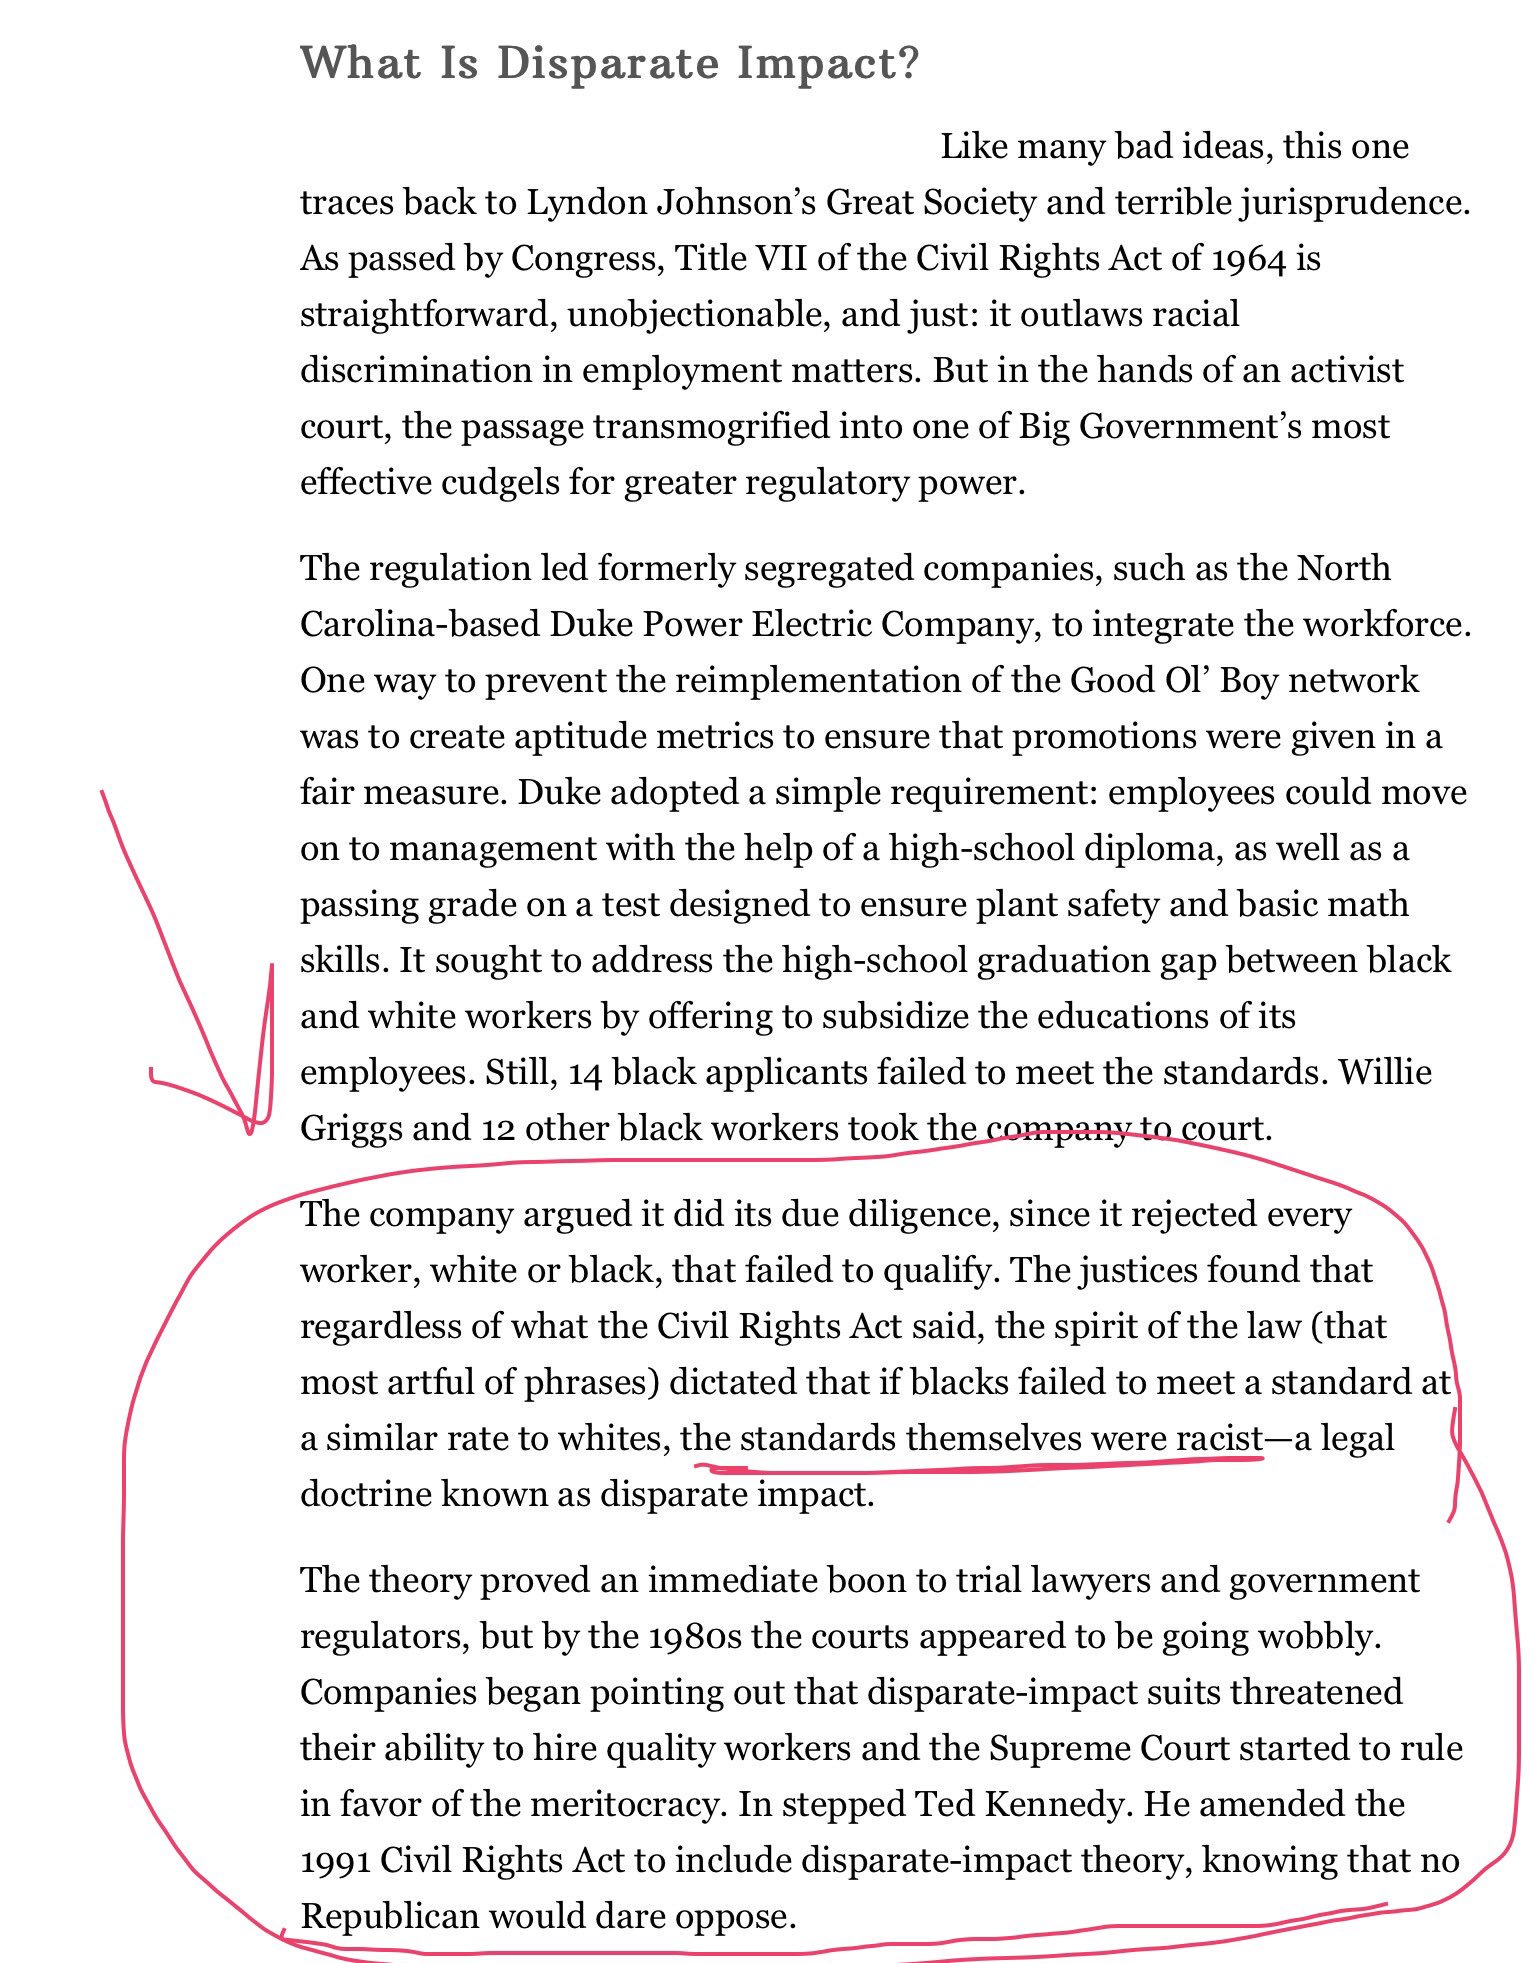 What Is Disparate Impact?
Like many bad ideas, this one
traces back to Lyndon Johnson’s Great Society and terrible jurisprudence.
As passed by Congress, Title VII of the Civil Rights Act of 1964 is
straightforward, unobjectionable, and just: it outlaws racial
discrimination in employment matters. But in the hands of an activist
court, the passage transmogrified into one of Big Government’s most
effective cudgels for greater regulatory power.
The regulation led formerly segregated companies, such as the North
Carolina-based Duke Power Electric Company, to integrate the workforce.
One way to prevent the reimplementation of the Good Ol’ Boy network
was to create aptitude metrics to ensure that promotions were given in a
fair measure. Duke adopted a simple requirement: employees could move
on to management with the help of a high-school diploma, as well as a
passing grade on a test designed to ensure plant safety and basic math
skills. It sought to address the high-school graduation gap between black
and white workers by offering to subsidize the educations of its
employees. Still, 14 black applicants failed to meet the standards. Willie
Griggs and 12 other black workers took the company to court.
The company argued it did its due diligence, since it rejected every
worker, white or black, that failed to qualify. The justices found that
regardless of what the Civil Rights Act said, the spirit of the law (that
most artful of phrases) dictated that if blacks failed to meet a standard at
a similar rate to whites, the standards themselves were racist—a legal
doctrine known as disparate impact.
The theory proved an immediate boon to trial lawyers and government
regulators, but by the 1980s the courts appeared to be going wobbly.
Companies began pointing out that disparate-impact suits threatened
their ability to hire quality workers and the Supreme Court started to rule
in favor of the meritocracy. In stepped Ted Kennedy. He amended the
1991 Civil Rights Act to include disparate-impact theory, knowing that no
Republican would dare oppose.